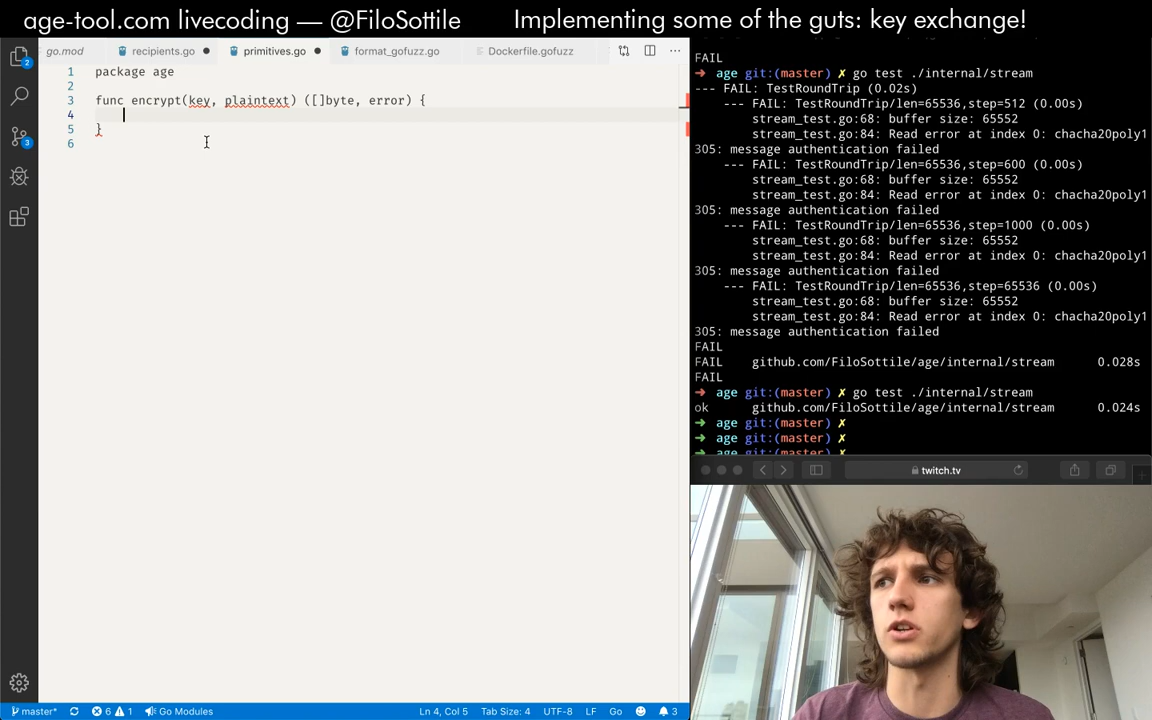 age-tool.com livecoding — @FiloSottile
Implementing some of the guts: key exchange!
go.mod
recipients.go
primitives.go
format_gofuzz.go
Dockerfile.gofuzz
1 package age
2
3 func encrypt(key, plaintext) ([]byte, error) {
4
5 }
6
FAIL
➜ age git:(master) ✗ go test ./internal/stream
--- FAIL: TestRoundTrip (0.02s)
--- FAIL: TestRoundTrip/len=65536,step=512 (0.00s)
stream_test.go:68: buffer size: 65552
stream_test.go:84: Read error at index 0: chacha20poly1
305: message authentication failed
--- FAIL: TestRoundTrip/len=65536,step=600 (0.00s)
stream_test.go:68: buffer size: 65552
stream_test.go:84: Read error at index 0: chacha20poly1
305: message authentication failed
--- FAIL: TestRoundTrip/len=65536,step=1000 (0.00s)
stream_test.go:68: buffer size: 65552
stream_test.go:84: Read error at index 0: chacha20poly1
305: message authentication failed
--- FAIL: TestRoundTrip/len=65536,step=65536 (0.00s)
stream_test.go:68: buffer size: 65552
stream_test.go:84: Read error at index 0: chacha20poly1
305: message authentication failed
FAIL
FAIL github.com/FiloSottile/age/internal/stream 0.028s
FAIL
➜ age git:(master) ✗ go test ./internal/stream
ok github.com/FiloSottile/age/internal/stream 0.024s
➜ age git:(master) ✗
➜ age git:(master) ✗
➜ age git:(master) ✗
twitch.tv
2
3
master* 6 1 Go Modules Ln 4, Col 5 Tab Size: 4 UTF-8 LF Go 3